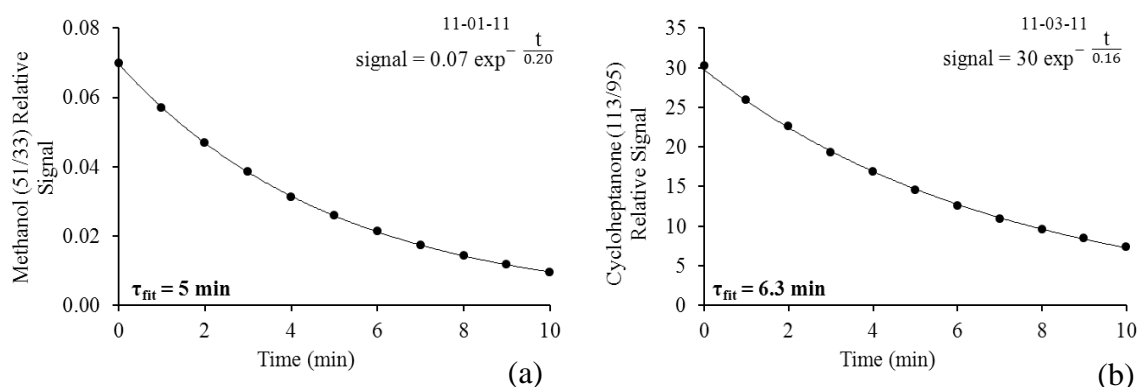 11-01-11
signal = 0.07 exp⁻ t/0.20
Methanol (51/33) Relative
Signal
0.08
0.06
0.04
0.02
0.00
τfit = 5 min
0 2 4 6 8 10
Time (min)
(a)
11-03-11
signal = 30 exp⁻ t/0.16
Cycloheptanone (113/95)
Relative Signal
35
30
25
20
15
10
5
0
τfit = 6.3 min
0 2 4 6 8 10
Time (min)
(b)